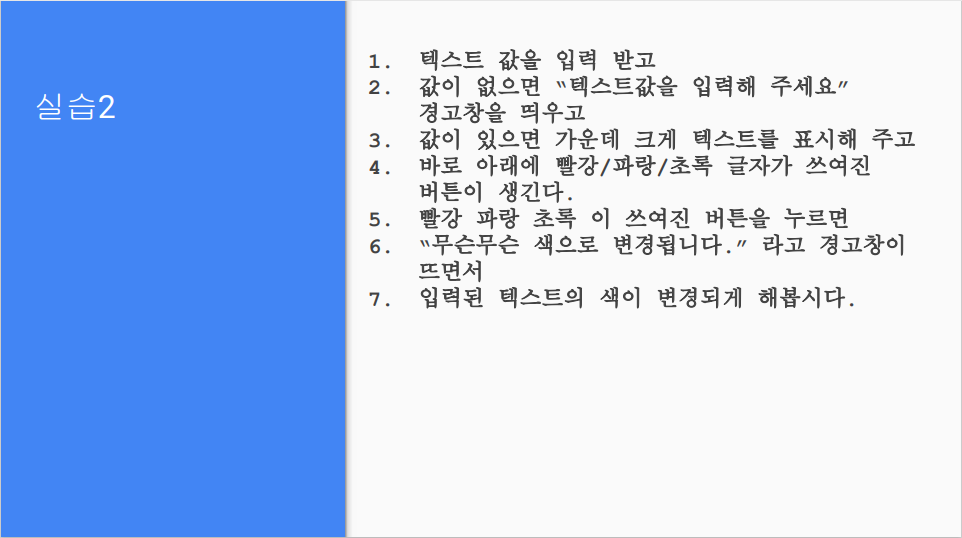 실습2
1. 텍스트 값을 입력 받고
2. 값이 없으면 “텍스트값을 입력해 주세요”
경고창을 띄우고
3. 값이 있으면 가운데 크게 텍스트를 표시해 주고
4. 바로 아래에 빨강/파랑/초록 글자가 쓰여진
버튼이 생긴다.
5. 빨강 파랑 초록 이 쓰여진 버튼을 누르면
6. “무슨무슨 색으로 변경됩니다.” 라고 경고창이
뜨면서
7. 입력된 텍스트의 색이 변경되게 해봅시다.